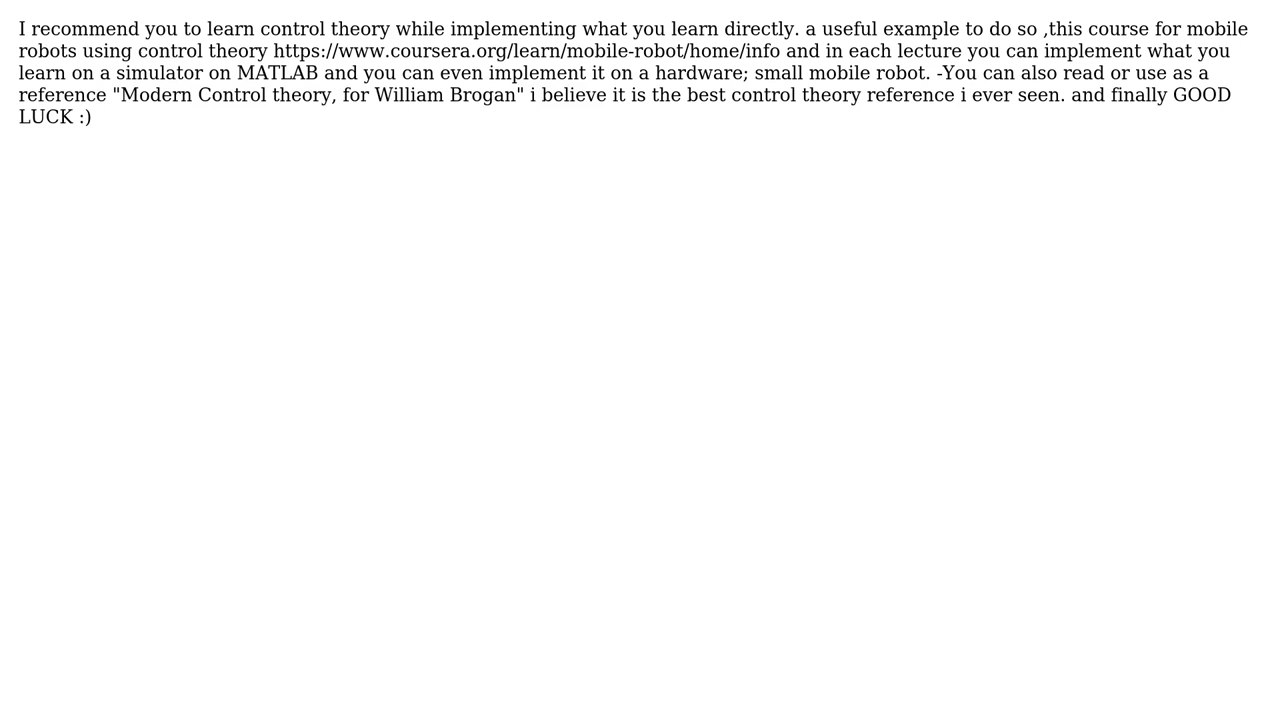 I recommend you to learn control theory while implementing what you learn directly. a useful example to do so ,this course for mobile
robots using control theory https://www.coursera.org/learn/mobile-robot/home/info and in each lecture you can implement what you
learn on a simulator on MATLAB and you can even implement it on a hardware; small mobile robot. -You can also read or use as a
reference "Modern Control theory, for William Brogan" i believe it is the best control theory reference i ever seen. and finally GOOD
LUCK :)